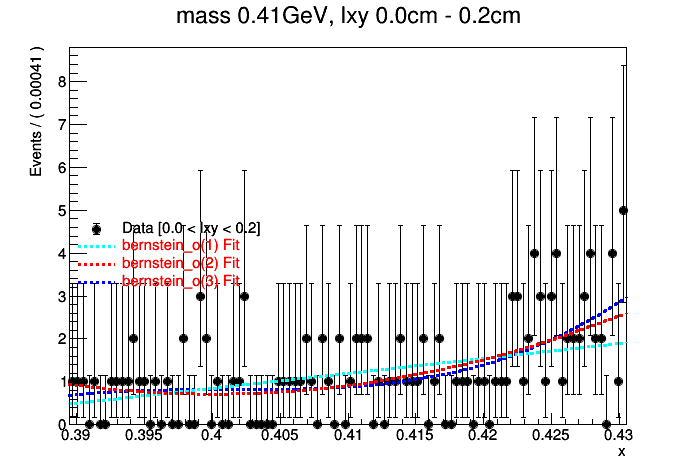 mass 0.41GeV, lxy 0.0cm - 0.2cm
Events / ( 0.00041 )
8
7
6
5
4
3
2
1
0
Data [0.0 < lxy < 0.2]
bernstein_o(1) Fit
bernstein_o(2) Fit
bernstein_o(3) Fit
0.39 0.395 0.4 0.405 0.41 0.415 0.42 0.425 0.43
x